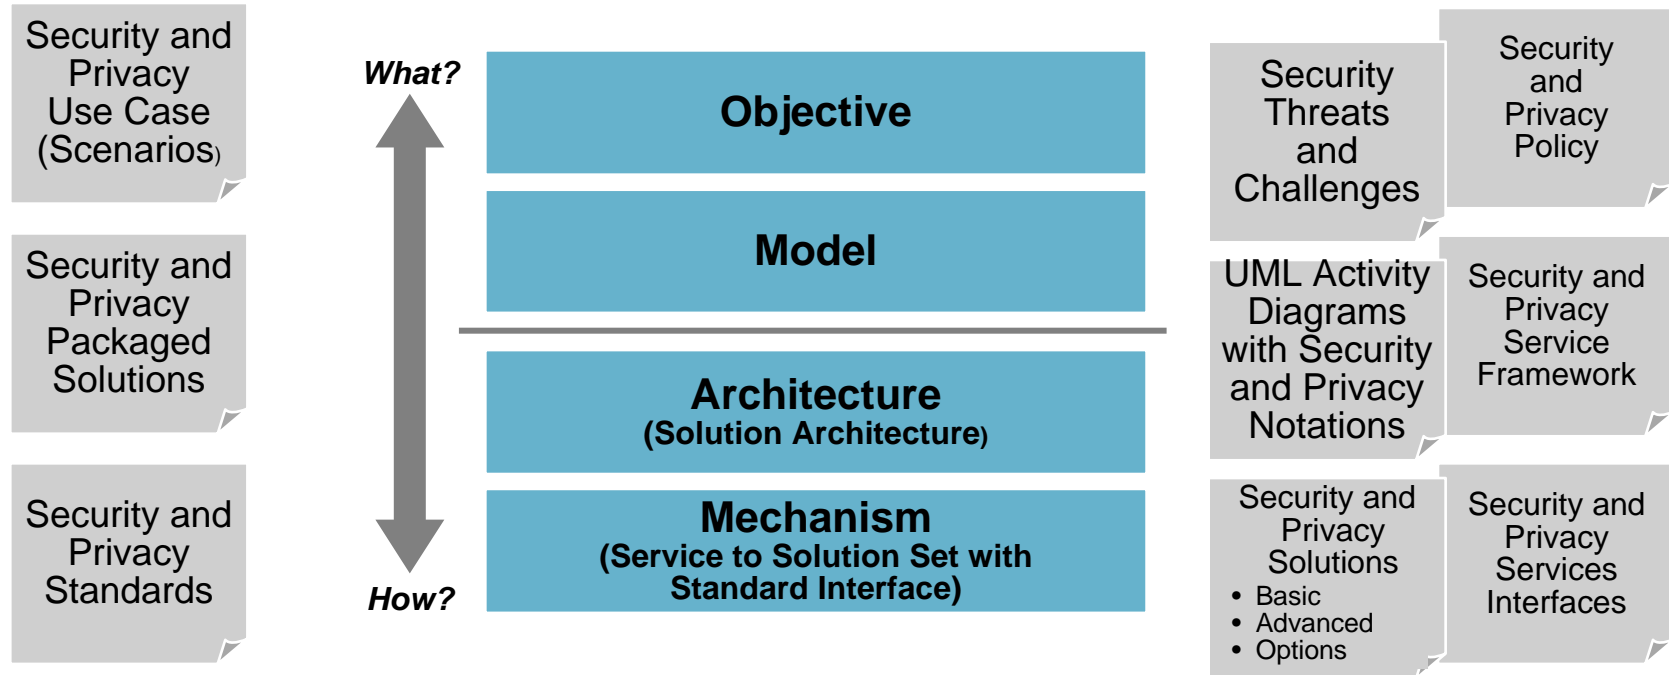 Security and
Privacy
Use Case
(Scenarios)
Security and
Privacy
Packaged
Solutions
Security and
Privacy
Standards
What?
How?
Objective
Model
Architecture
(Solution Architecture)
Mechanism
(Service to Solution Set with
Standard Interface)
Security
Threats
and
Challenges
Security
and
Privacy
Policy
UML Activity
Diagrams
with Security
and Privacy
Notations
Security and
Privacy
Service
Framework
Security and
Privacy
Solutions
• Basic
• Advanced
• Options
Security and
Privacy
Services
Interfaces